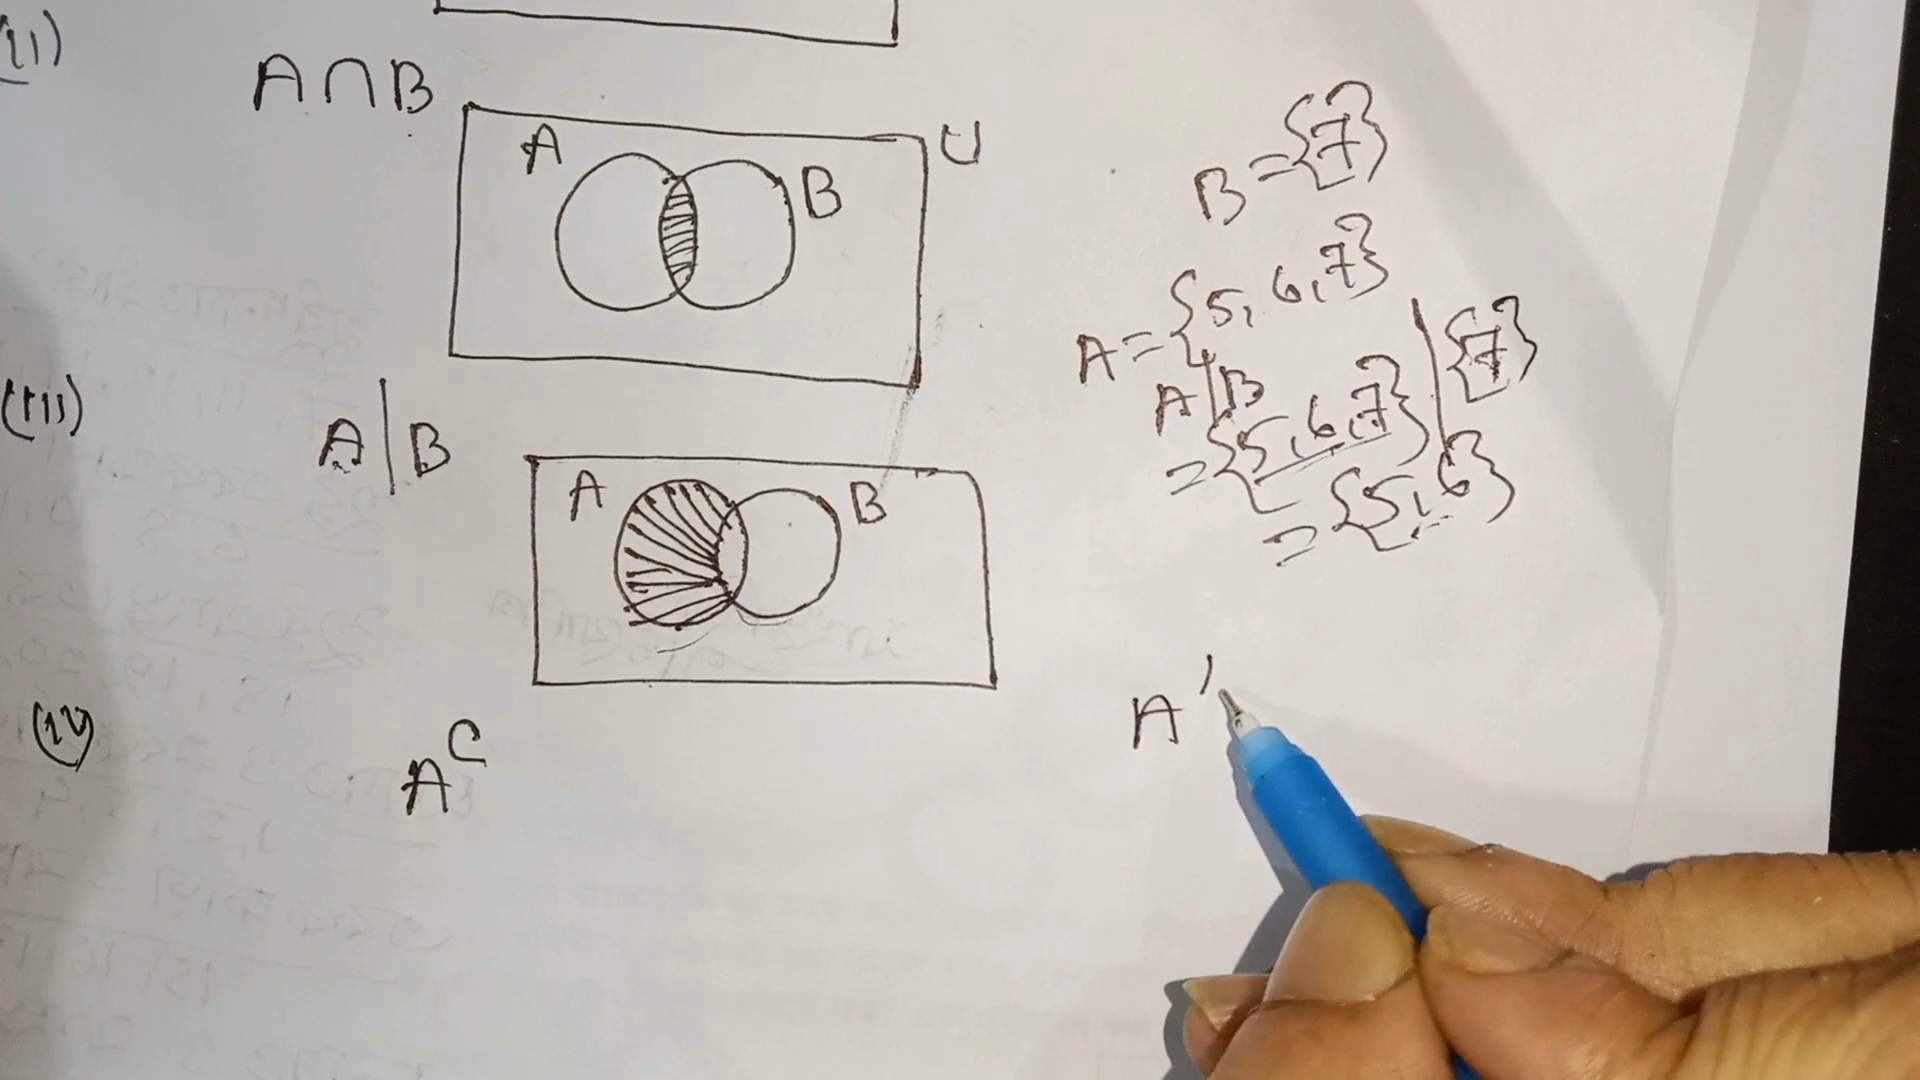 (ii)
A∩B
A
B
U
B = {7}
A = {5, 6, 7}
A|B
= {5, 6, 7} | {7}
= {5, 6}
(iii)
A|B
A
B
(iv)
A^C
A'